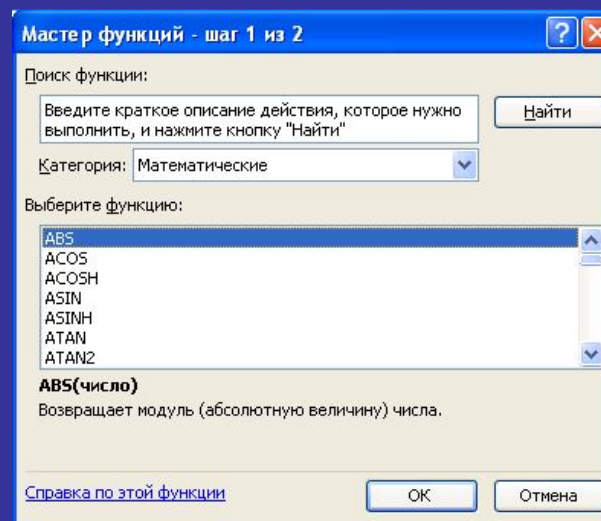 Мастер функций - шаг 1 из 2
Поиск функции:
Введите краткое описание действия, которое нужно
выполнить, и нажмите кнопку "Найти"
Найти
Категория: Математические
Выберите функцию:
ABS
ACOS
ACOSH
ASIN
ASINH
ATAN
ATAN2
ABS(число)
Возвращает модуль (абсолютную величину) числа.
Справка по этой функции
ОК
Отмена